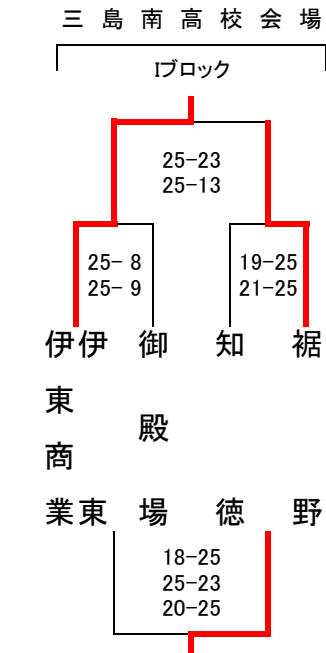 三島南高校会場
Iブロック
25-23
25-13
25- 8
25- 9
19-25
21-25
伊東商業
伊東
御殿場
知徳
裾野
18-25
25-23
20-25